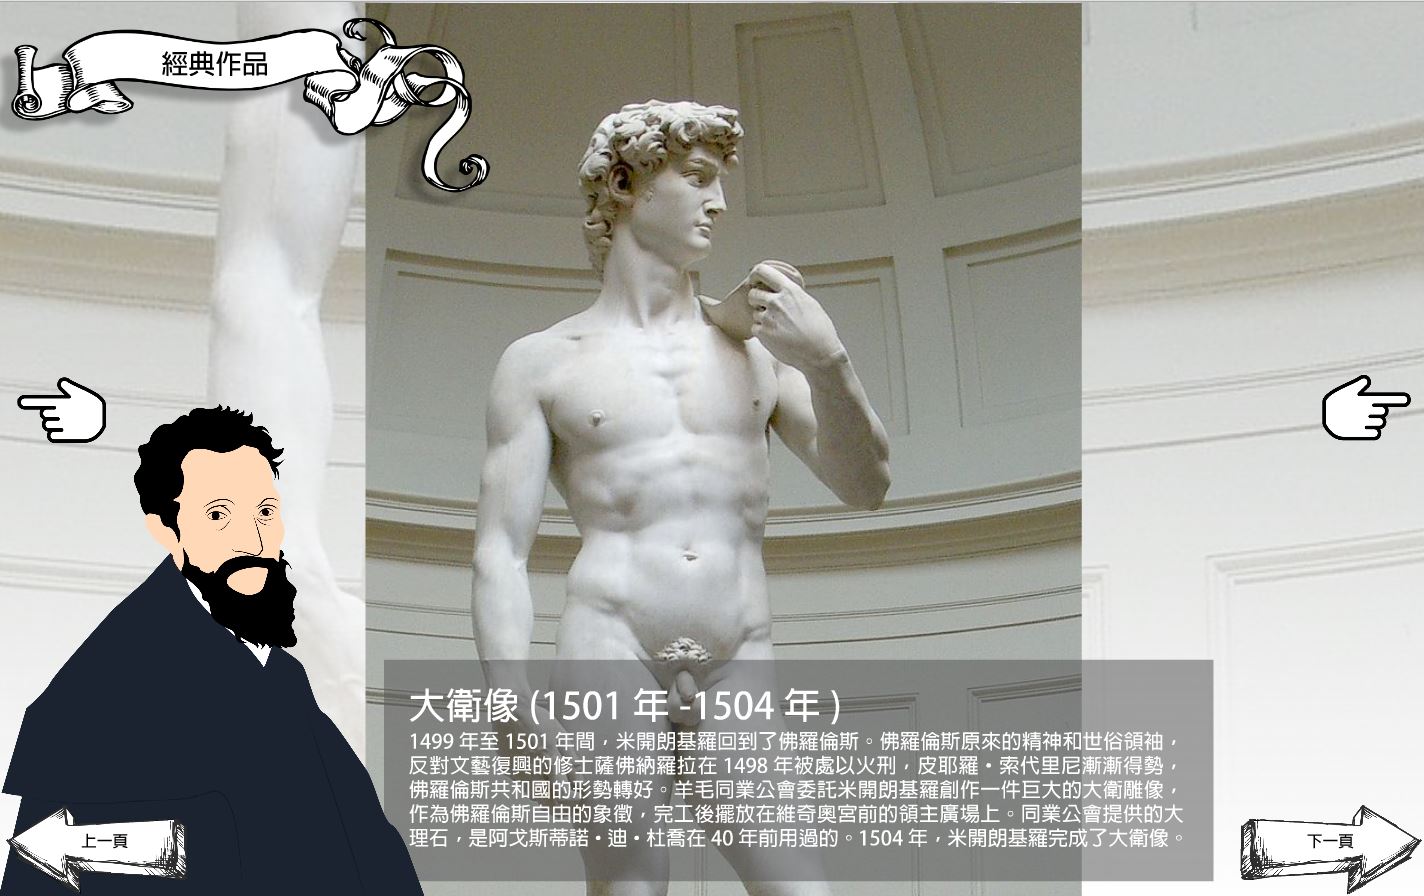 經典作品
大衛像 (1501 年 -1504 年 )
1499 年至 1501 年間，米開朗基羅回到了佛羅倫斯。佛羅倫斯原來的精神和世俗領袖，
反對文藝復興的修士薩佛納羅拉在 1498 年被處以火刑，皮耶羅・索代里尼漸漸得勢，
佛羅倫斯共和國的形勢轉好。羊毛同業公會委託米開朗基羅創作一件巨大的大衛雕像，
作為佛羅倫斯自由的象徵，完工後擺放在維奇奧宮前的領主廣場上。同業公會提供的大
理石，是阿戈斯蒂諾・迪・杜喬在 40 年前用過的。1504 年，米開朗基羅完成了大衛像。
上一頁
下一頁